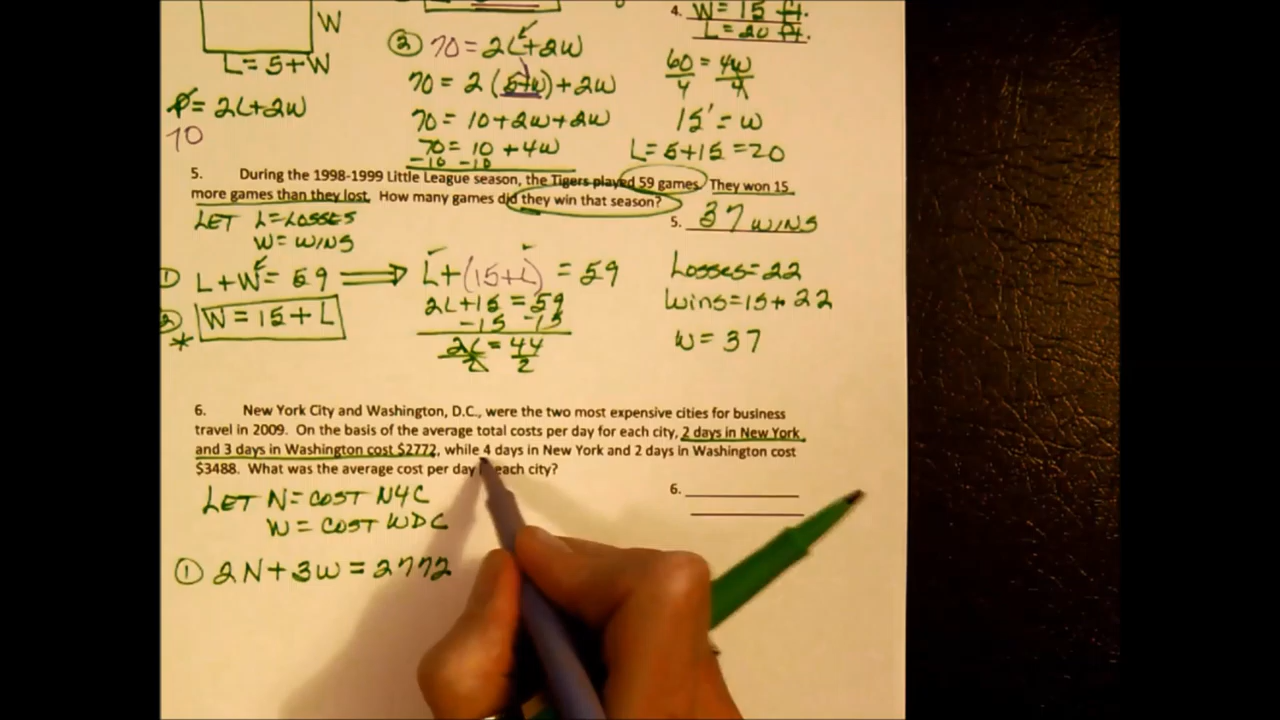 W
L=5+W
P= 2L+2W
70
② 70 = 2L+2W
70 = 2 (5+W)+2W
70 = 10+2W+2W
70 = 10 +4W
-10 -10
4. W = 15 ft.
L = 20 ft.
60 = 4W
4 4
15' = W
L= 5+15 =20
5. During the 1998-1999 Little League season, the Tigers played 59 games. They won 15
more games than they lost. How many games did they win that season?
5. 37 WINS
LET L=LOSSES
W= WINS
① L+W= 59
② W=15+L
*
L+(15+L) = 59
2L+15 = 59
-15 -15
2L = 44
2 2
Losses=22
Wins=15+22
W= 37
6. New York City and Washington, D.C., were the two most expensive cities for business
travel in 2009. On the basis of the average total costs per day for each city, 2 days in New York
and 3 days in Washington cost $2772, while 4 days in New York and 2 days in Washington cost
$3488. What was the average cost per day each city?
6.
LET N=COST NYC
W = COST WDC
① 2N+3W=2772